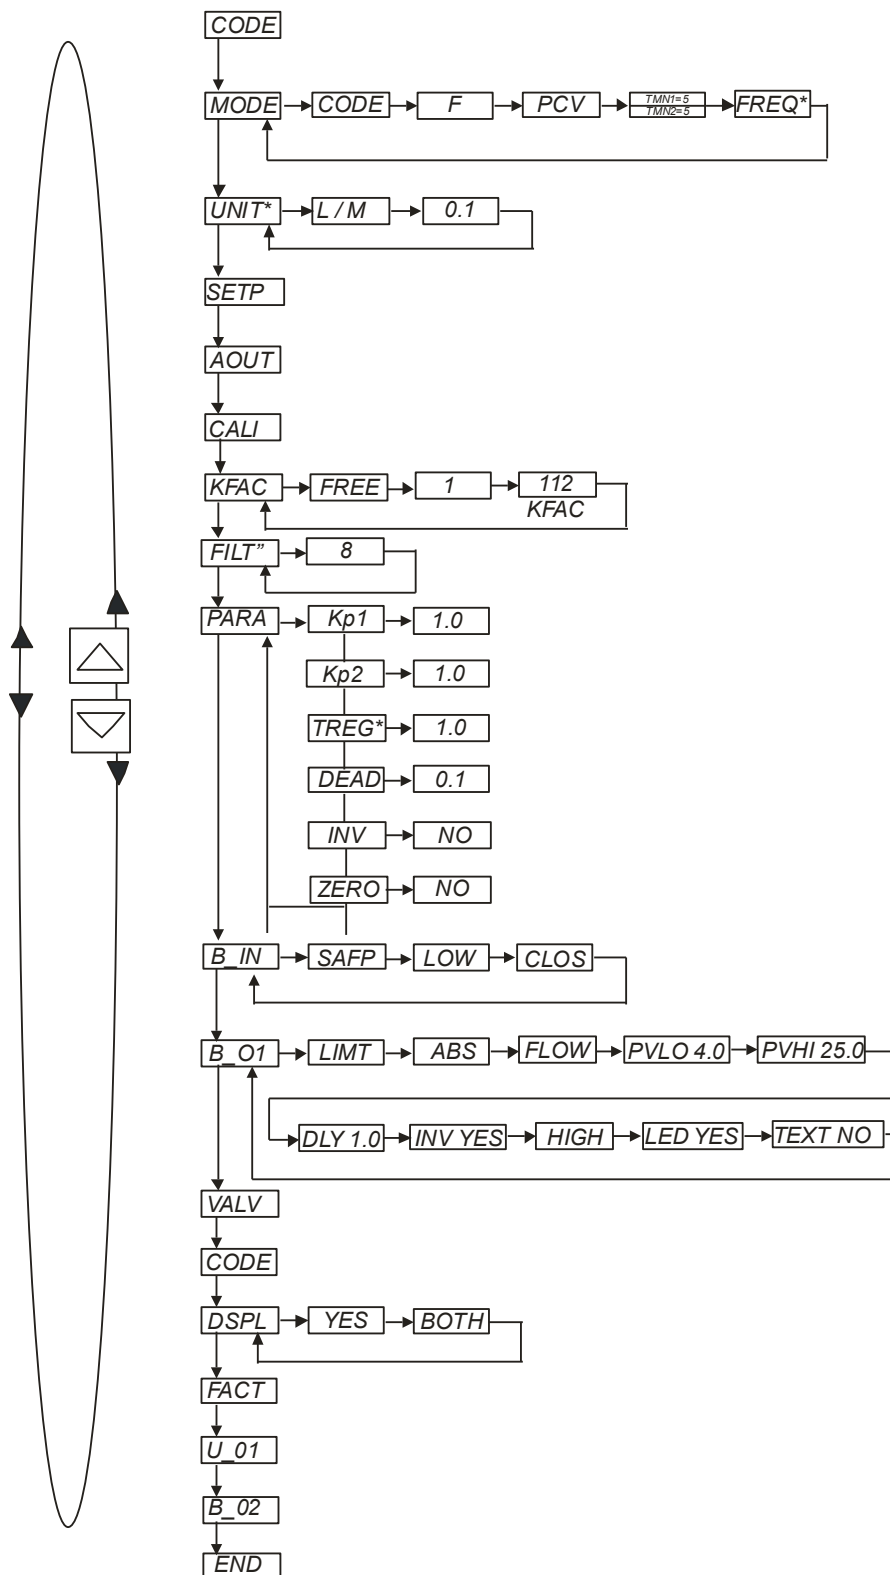 CODE
MODE CODE F PCV TMN1=5 FREQ*
TMN2=5
UNIT* L / M 0.1
SETP
AOUT
CALI
KFAC FREE 1 112
KFAC
FILT” 8
PARA Kp1 1.0
Kp2 1.0
TREG* 1.0
DEAD 0.1
INV NO
ZERO NO
B_IN SAFP LOW CLOS
B_O1 LIMT ABS FLOW PVLO 4.0 PVHI 25.0
DLY 1.0 INV YES HIGH LED YES TEXT NO
VALV
CODE
DSPL YES BOTH
FACT
U_01
B_02
END